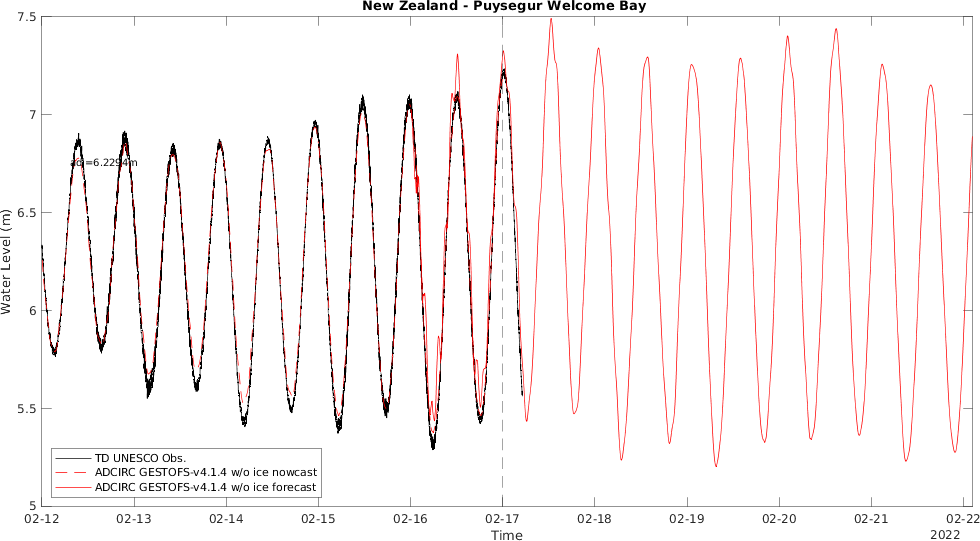 New Zealand - Puysegur Welcome Bay
Water Level (m)
7.5
7
6.5
6
5.5
5
=6.2294m
TD UNESCO Obs.
ADCIRC GESTOFS-v4.1.4 w/o ice nowcast
ADCIRC GESTOFS-v4.1.4 w/o ice forecast
02-12 02-13 02-14 02-15 02-16 02-17 02-18 02-19 02-20 02-21 02-22
Time
2022